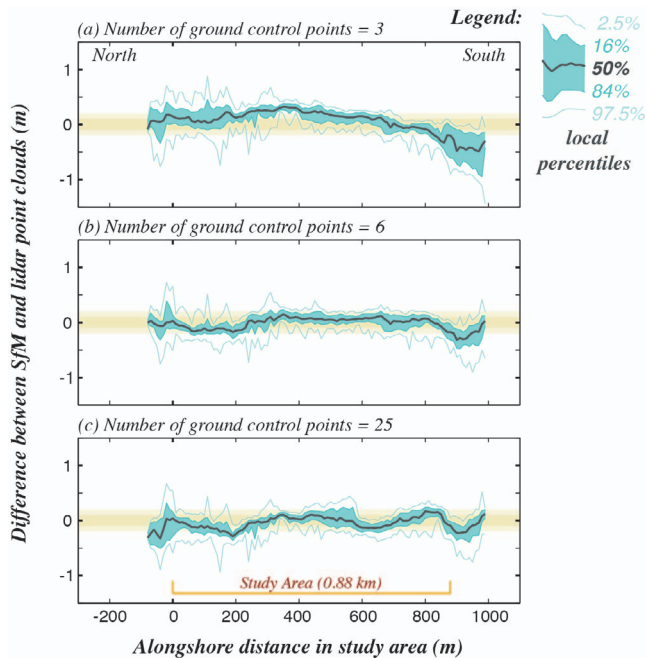 Legend:
2.5%
16%
50%
84%
97.5%
local
percentiles
Difference between SfM and lidar point clouds (m)
(a) Number of ground control points = 3
North
South
1
0
-1
(b) Number of ground control points = 6
1
0
-1
(c) Number of ground control points = 25
1
0
-1
Study Area (0.88 km)
-200 0 200 400 600 800 1000
Alongshore distance in study area (m)